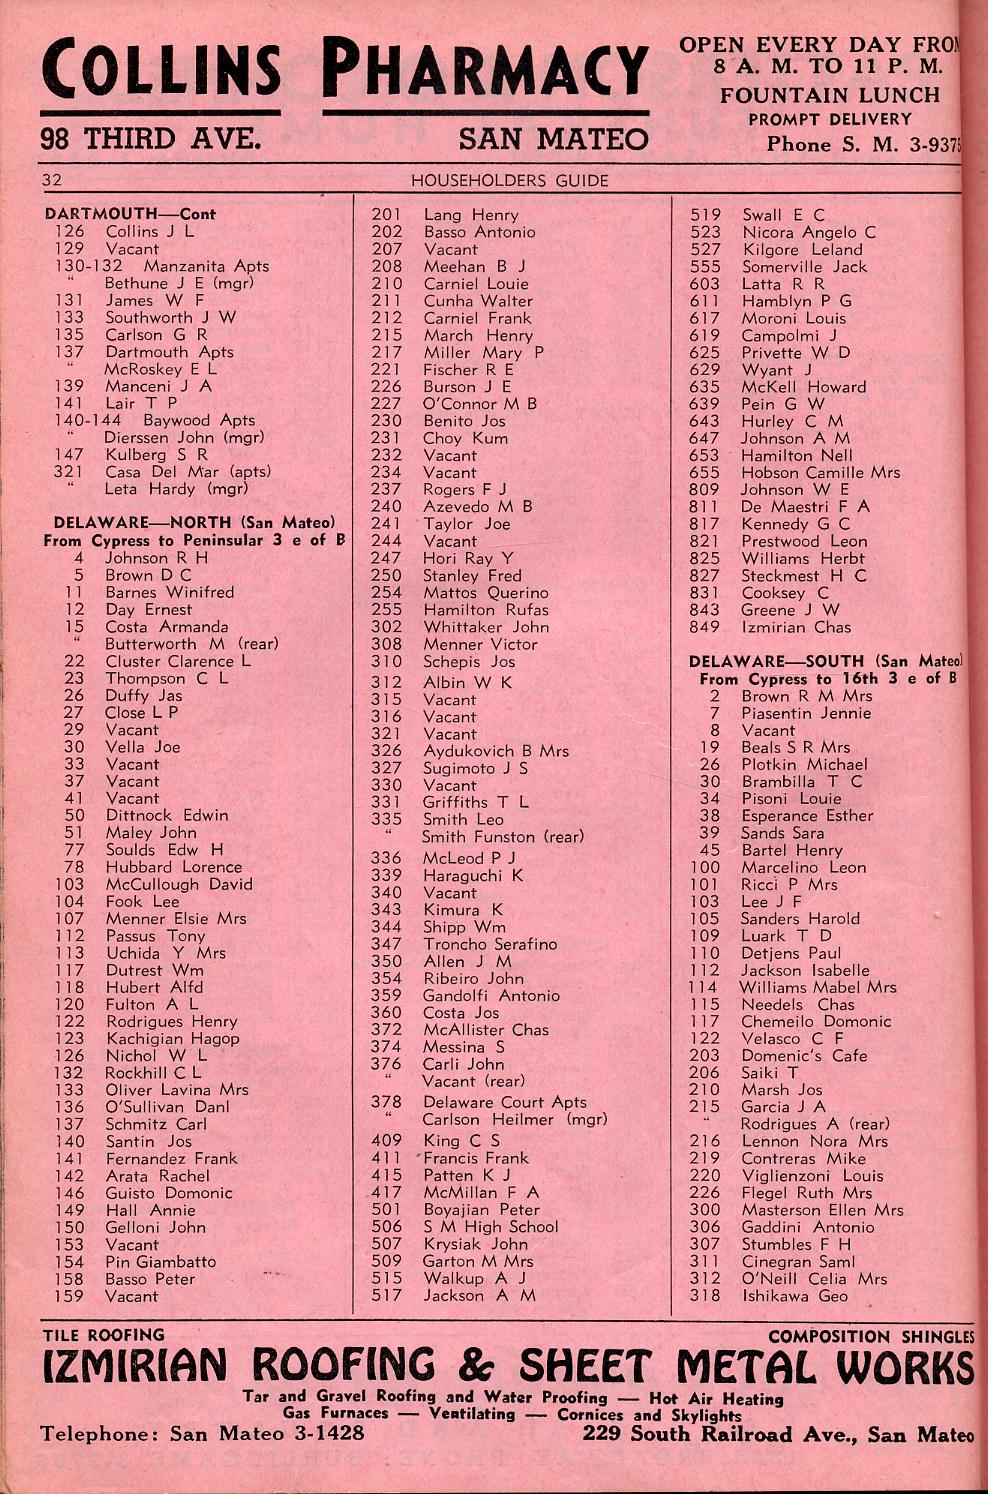 COLLINS PHARMACY
98 THIRD AVE. SAN MATEO
OPEN EVERY DAY FROM
8 A. M. TO 11 P. M.
FOUNTAIN LUNCH
PROMPT DELIVERY
Phone S. M. 3-9375
32 HOUSEHOLDERS GUIDE
DARTMOUTH—Cont
126 Collins J L
129 Vacant
130-132 Manzanita Apts
" Bethune J E (mgr)
131 James W F
133 Southworth J W
135 Carlson G R
137 Dartmouth Apts
" McRoskey E L
139 Manceni J A
141 Lair T P
140-144 Baywood Apts
" Dierssen John (mgr)
147 Kulberg S R
321 Casa Del Mar (apts)
" Leta Hardy (mgr)
DELAWARE—NORTH (San Mateo)
From Cypress to Peninsular 3 e of B
4 Johnson R H
5 Brown D C
11 Barnes Winifred
12 Day Ernest
15 Costa Armanda
" Butterworth M (rear)
22 Cluster Clarence L
23 Thompson C L
26 Duffy Jas
27 Close L P
29 Vacant
30 Vella Joe
33 Vacant
37 Vacant
41 Vacant
50 Dittnock Edwin
51 Maley John
77 Soulds Edw H
78 Hubbard Lorence
103 McCullough David
104 Fook Lee
107 Menner Elsie Mrs
112 Passus Tony
113 Uchida Y Mrs
117 Dutrest Wm
118 Hubert Alfd
120 Fulton A L
122 Rodrigues Henry
123 Kachigian Hagop
126 Nichol W L
132 Rockhill C L
133 Oliver Lavina Mrs
136 O'Sullivan Danl
137 Schmitz Carl
140 Santin Jos
141 Fernandez Frank
142 Arata Rachel
146 Guisto Domonic
149 Hall Annie
150 Gelloni John
153 Vacant
154 Pin Giambatto
158 Basso Peter
159 Vacant
201 Lang Henry
202 Basso Antonio
207 Vacant
208 Meehan B J
210 Carniel Louie
211 Cunha Walter
212 Carniel Frank
215 March Henry
217 Miller Mary P
221 Fischer R E
226 Burson J E
227 O'Connor M B
230 Benito Jos
231 Choy Kum
232 Vacant
234 Vacant
237 Rogers F J
240 Azevedo M B
241 Taylor Joe
244 Vacant
247 Hori Ray Y
250 Stanley Fred
254 Mattos Querino
255 Hamilton Rufas
302 Whittaker John
308 Menner Victor
310 Schepis Jos
312 Albin W K
315 Vacant
316 Vacant
321 Vacant
326 Aydukovich B Mrs
327 Sugimoto J S
330 Vacant
331 Griffiths T L
335 Smith Leo
" Smith Funston (rear)
336 McLeod P J
339 Haraguchi K
340 Vacant
343 Kimura K
344 Shipp Wm
347 Troncho Serafino
350 Allen J M
354 Ribeiro John
359 Gandolfi Antonio
360 Costa Jos
372 McAllister Chas
374 Messina S
376 Carli John
" Vacant (rear)
378 Delaware Court Apts
" Carlson Heilmer (mgr)
409 King C S
411 Francis Frank
415 Patten K J
417 McMillan F A
501 Boyajian Peter
506 S M High School
507 Krysiak John
509 Garton M Mrs
515 Walkup A J
517 Jackson A M
519 Swall E C
523 Nicora Angelo C
527 Kilgore Leland
555 Somerville Jack
603 Latta R R
611 Hamblyn P G
617 Moroni Louis
619 Campolmi J
625 Privette W D
629 Wyant J
635 McKell Howard
639 Pein G W
643 Hurley C M
647 Johnson A M
653 Hamilton Nell
655 Hobson Camille Mrs
809 Johnson W E
811 De Maestri F A
817 Kennedy G C
821 Prestwood Leon
825 Williams Herbt
827 Steckmest H C
831 Cooksey C
843 Greene J W
849 Izmirian Chas
DELAWARE—SOUTH (San Mateo)
From Cypress to 16th 3 e of B
2 Brown R M Mrs
7 Piasentin Jennie
8 Vacant
19 Beals S R Mrs
26 Plotkin Michael
30 Brambilla T C
34 Pisoni Louie
38 Esperance Esther
39 Sands Sara
45 Bartel Henry
100 Marcelino Leon
101 Ricci P Mrs
103 Lee J F
105 Sanders Harold
109 Luark T D
110 Detjens Paul
112 Jackson Isabelle
114 Williams Mabel Mrs
115 Needels Chas
117 Chemeilo Domonic
122 Velasco C F
203 Domenic's Cafe
206 Saiki T
210 Marsh Jos
215 Garcia J A
" Rodrigues A (rear)
216 Lennon Nora Mrs
219 Contreras Mike
220 Viglienzoni Louis
226 Flegel Ruth Mrs
300 Masterson Ellen Mrs
306 Gaddini Antonio
307 Stumbles F H
311 Cinegran Saml
312 O'Neill Celia Mrs
318 Ishikawa Geo
TILE ROOFING COMPOSITION SHINGLES
IZMIRIAN ROOFING & SHEET METAL WORKS
Tar and Gravel Roofing and Water Proofing — Hot Air Heating
Gas Furnaces — Ventilating — Cornices and Skylights
Telephone: San Mateo 3-1428 229 South Railroad Ave., San Mateo